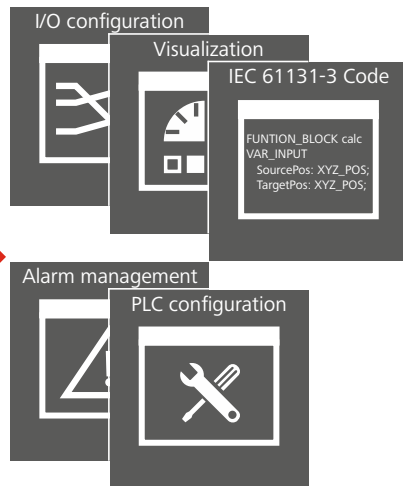 I/O configuration
Visualization
IEC 61131-3 Code
FUNTION_BLOCK calc
VAR_INPUT
SourcePos: XYZ_POS;
TargetPos: XYZ_POS;
Alarm management
PLC configuration